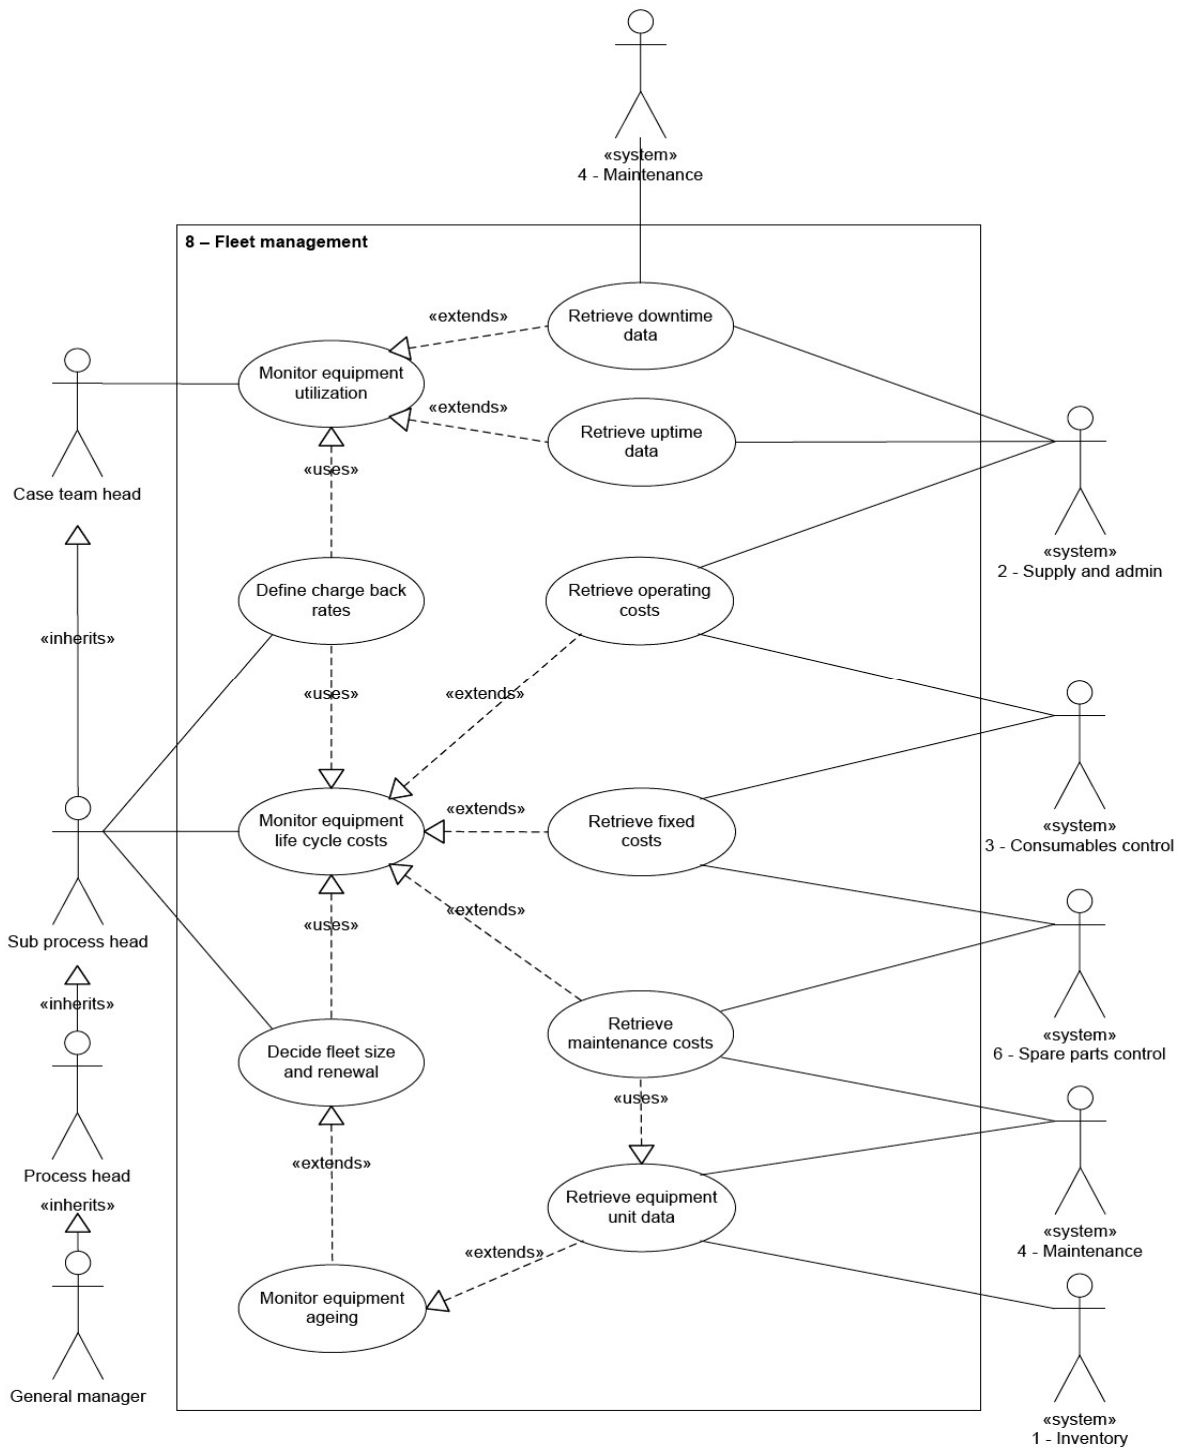 «system»
4 - Maintenance
8 – Fleet management
«extends»
Retrieve downtime
data
Monitor equipment
utilization
«extends»
Retrieve uptime
data
«uses»
Case team head
«system»
2 - Supply and admin
Define charge back
rates
Retrieve operating
costs
«inherits»
«uses»
«extends»
Monitor equipment
life cycle costs
«extends»
Retrieve fixed
costs
«system»
3 - Consumables control
«extends»
«uses»
Sub process head
«inherits»
Retrieve
maintenance costs
«system»
6 - Spare parts control
Decide fleet size
and renewal
«uses»
«extends»
Process head
«inherits»
Retrieve equipment
unit data
«system»
4 - Maintenance
«extends»
Monitor equipment
ageing
General manager
«system»
1 - Inventory